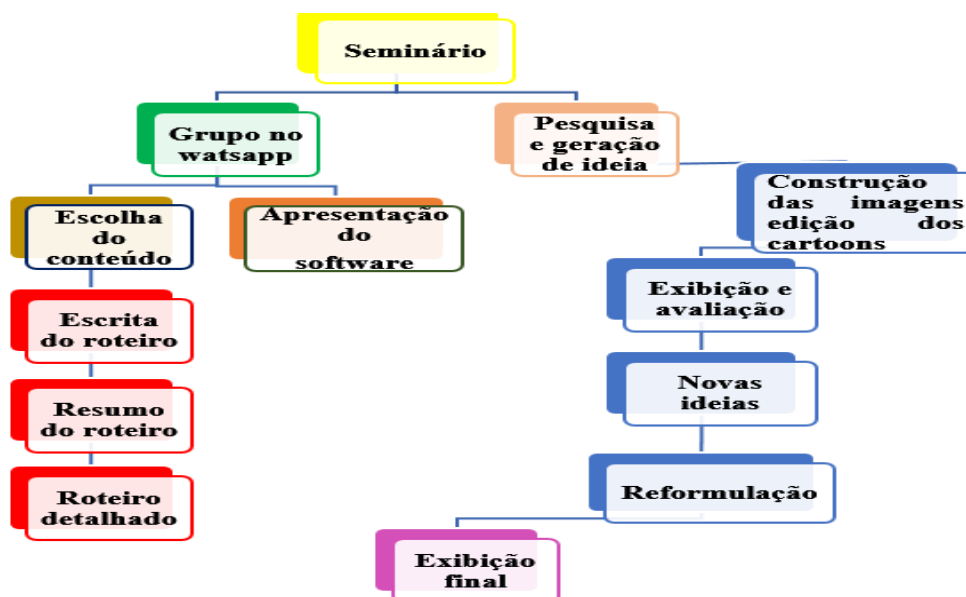 Seminário
Grupo no
watsapp
Pesquisa
e geração
de ideia
Escolha
do
conteúdo
Apresentação
do
software
Construção
das imagens
edição dos
cartoons
Escrita
do roteiro
Exibição e
avaliação
Resumo
do roteiro
Novas
ideias
Roteiro
detalhado
Reformulação
Exibição
final